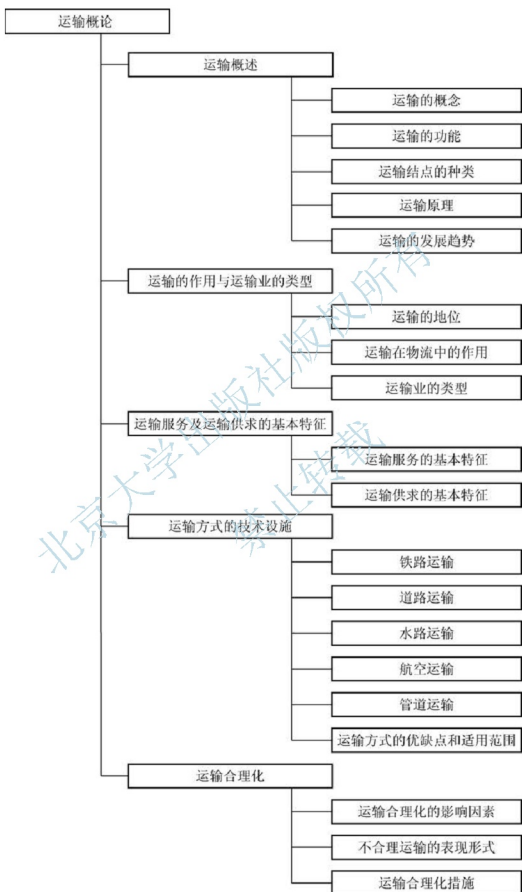 运输概论
运输概述
运输的概念
运输的功能
运输结点的种类
运输原理
运输的发展趋势
运输的作用与运输业的类型
运输的地位
运输在物流中的作用
运输业的类型
运输服务及运输供求的基本特征
运输服务的基本特征
运输供求的基本特征
运输方式的技术设施
铁路运输
道路运输
水路运输
航空运输
管道运输
运输方式的优缺点和适用范围
运输合理化
运输合理化的影响因素
不合理运输的表现形式
运输合理化措施
北京大学出版社版权所有
禁止转载